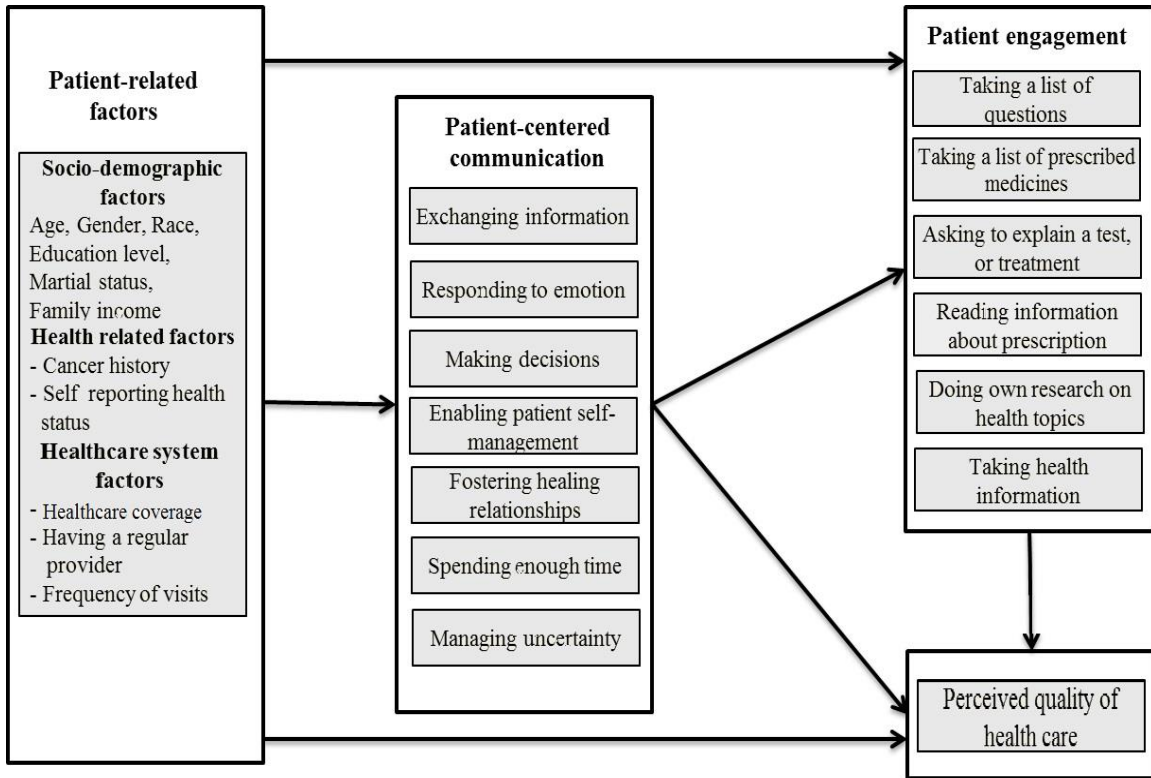 Patient-related
factors
Socio-demographic
factors
Age, Gender, Race,
Education level,
Martial status,
Family income
Health related factors
- Cancer history
- Self reporting health
status
Healthcare system
factors
- Healthcare coverage
- Having a regular
provider
- Frequency of visits
Patient-centered
communication
Exchanging information
Responding to emotion
Making decisions
Enabling patient self-
management
Fostering healing
relationships
Spending enough time
Managing uncertainty
Patient engagement
Taking a list of
questions
Taking a list of prescribed
medicines
Asking to explain a test,
or treatment
Reading information
about prescription
Doing own research on
health topics
Taking health
information
Perceived quality of
health care